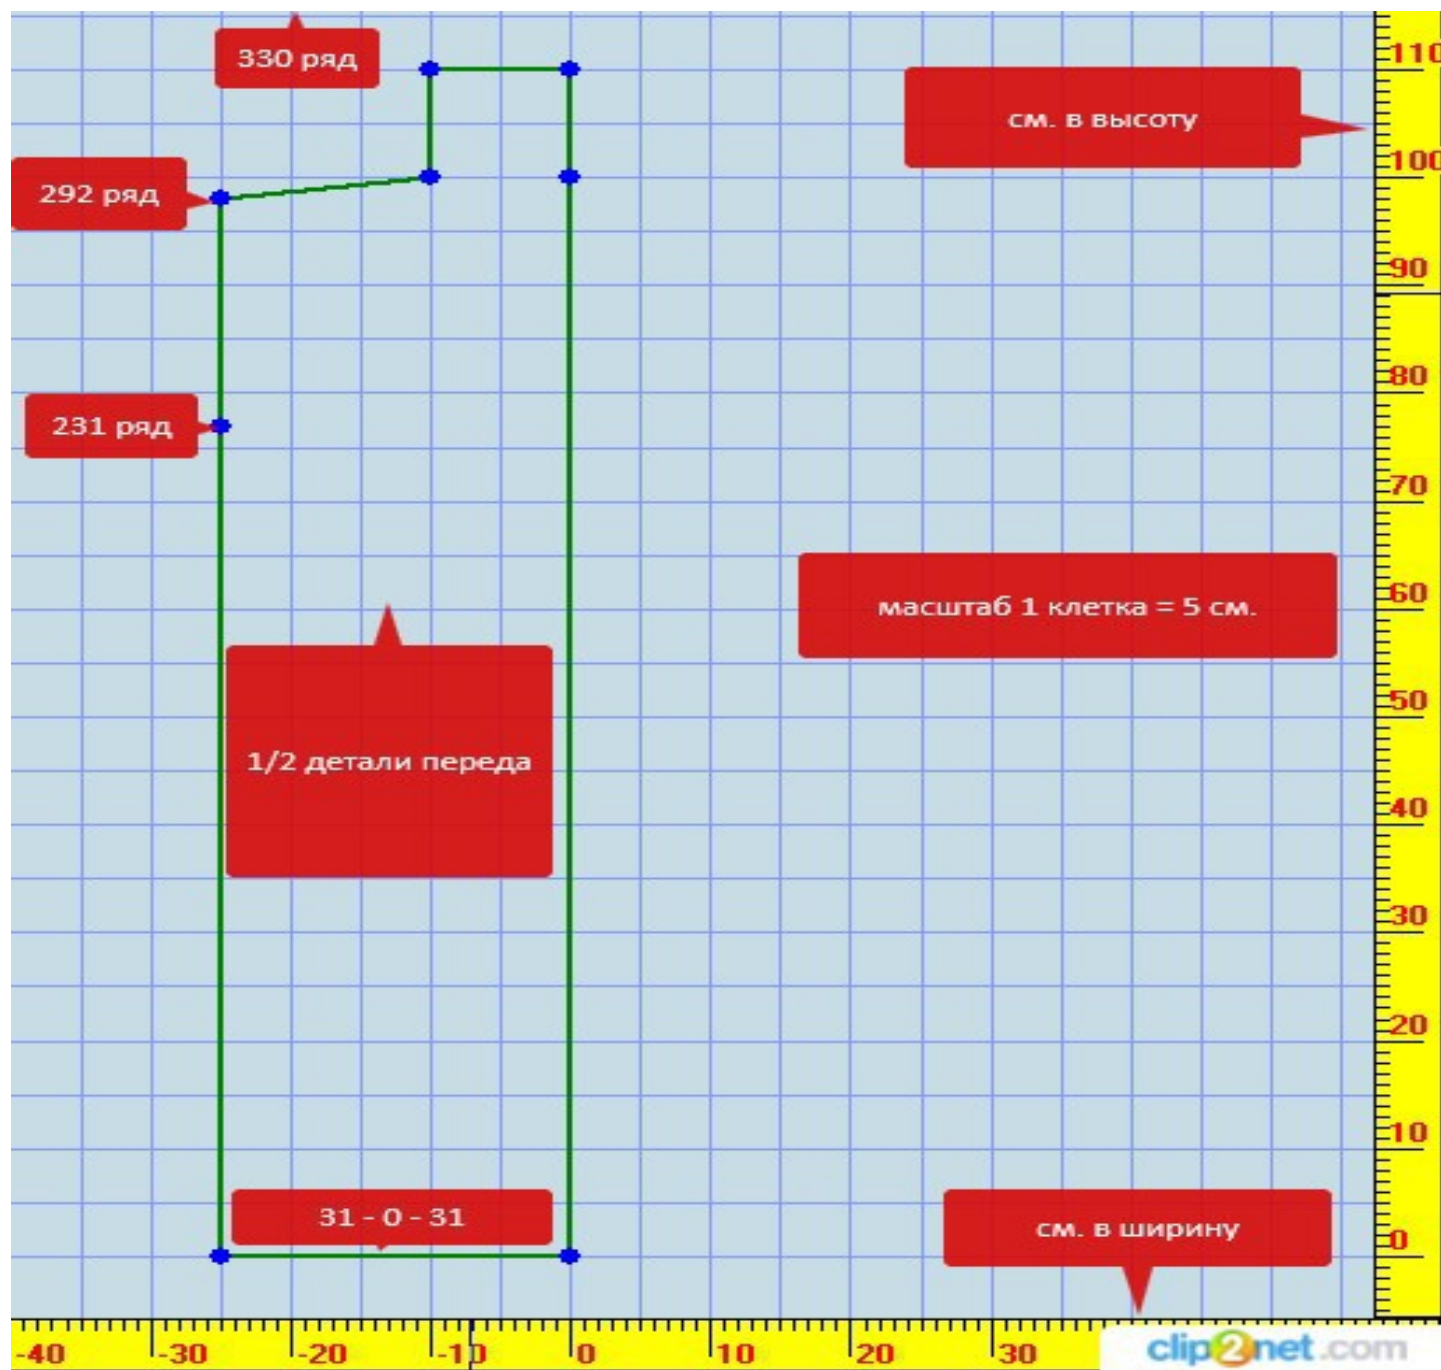 330 ряд
110
см. в высоту
100
292 ряд
90
80
231 ряд
70
60
масштаб 1 клетка = 5 см.
50
1/2 детали переда
40
30
20
10
31 - 0 - 31
см. в ширину
0
-40 -30 -20 -10 0 10 20 30
clip2net.com